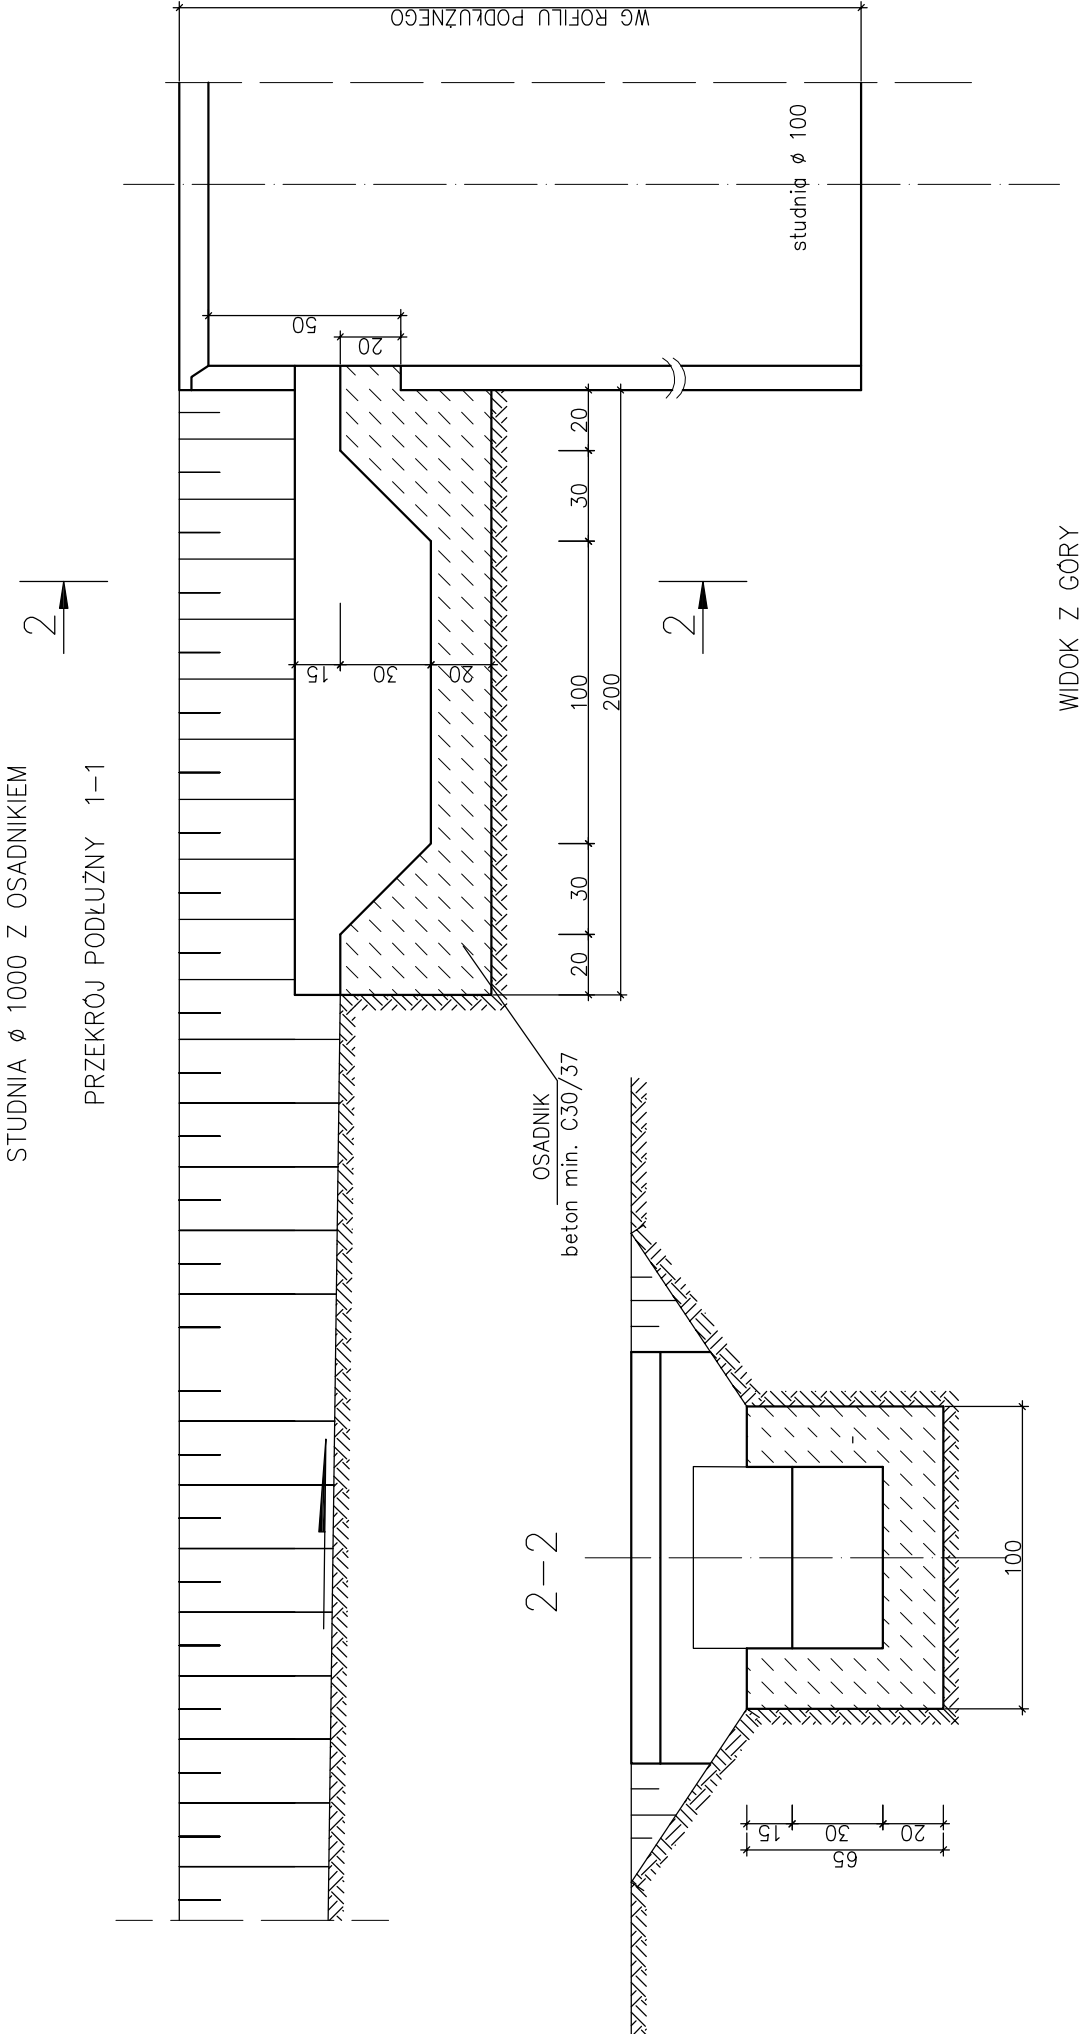 STUDNIA ø 1000 Z OSADNIKIEM
PRZEKRÓJ PODŁUŻNY 1-1
2
2
WG ROFILU PODŁUŻNEGO
studnia ø 100
50
20
15
30
20
20
30
100
30
20
200
OSADNIK
beton min. C30/37
2-2
15
30
20
65
100
WIDOK Z GÓRY